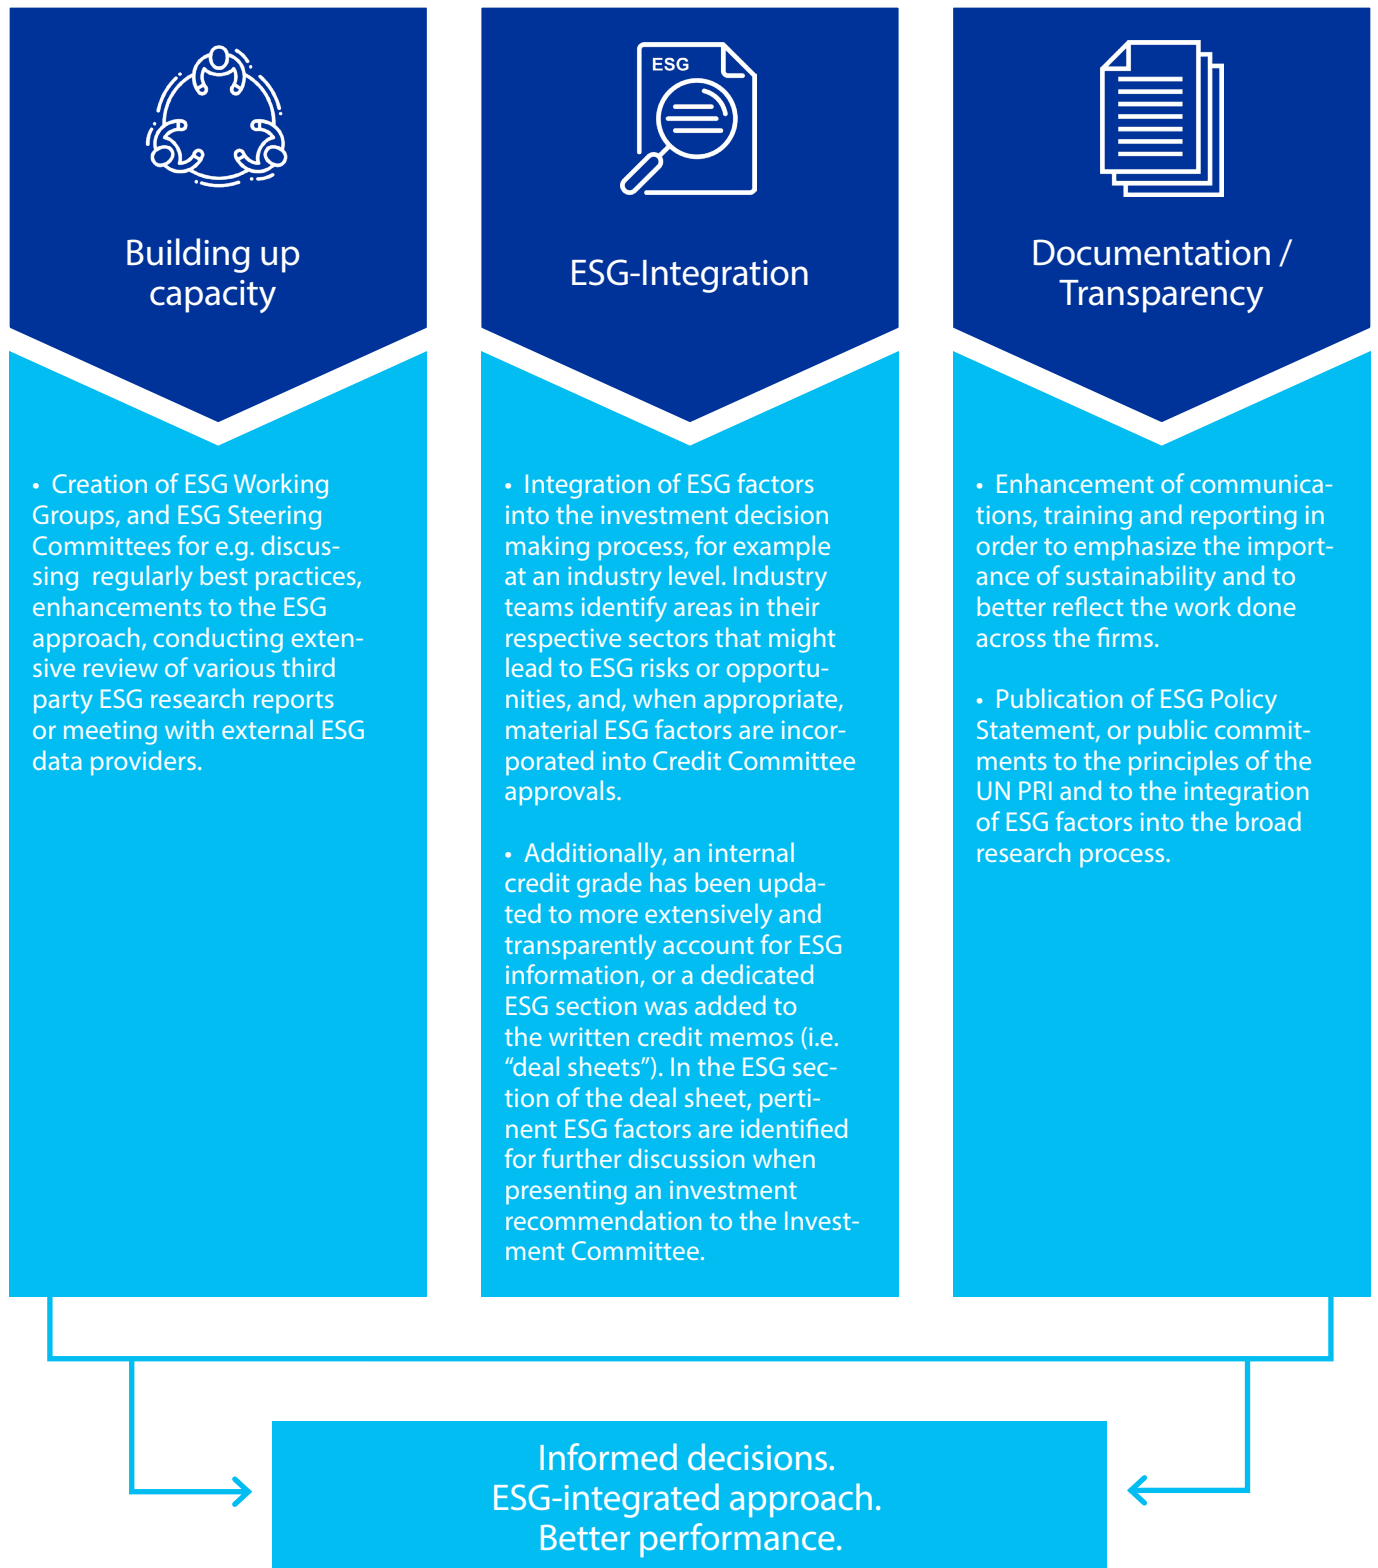 Building up
capacity
• Creation of ESG Working
Groups, and ESG Steering
Committees for e.g. discus-
sing  regularly best practices,
enhancements to the ESG
approach, conducting exten-
sive review of various third
party ESG research reports
or meeting with external ESG
data providers.
ESG
ESG-Integration
• Integration of ESG factors
into the investment decision
making process, for example
at an industry level. Industry
teams identify areas in their
respective sectors that might
lead to ESG risks or opportu-
nities, and, when appropriate,
material ESG factors are incor-
porated into Credit Committee
approvals.
• Additionally, an internal
credit grade has been upda-
ted to more extensively and
transparently account for ESG
information, or a dedicated
ESG section was added to
the written credit memos (i.e.
“deal sheets”). In the ESG sec-
tion of the deal sheet, perti-
nent ESG factors are identified
for further discussion when
presenting an investment
recommendation to the Invest-
ment Committee.
Documentation /
Transparency
• Enhancement of communica-
tions, training and reporting in
order to emphasize the import-
ance of sustainability and to
better reflect the work done
across the firms.
• Publication of ESG Policy
Statement, or public commit-
ments to the principles of the
UN PRI and to the integration
of ESG factors into the broad
research process.
Informed decisions.
ESG-integrated approach.
Better performance.